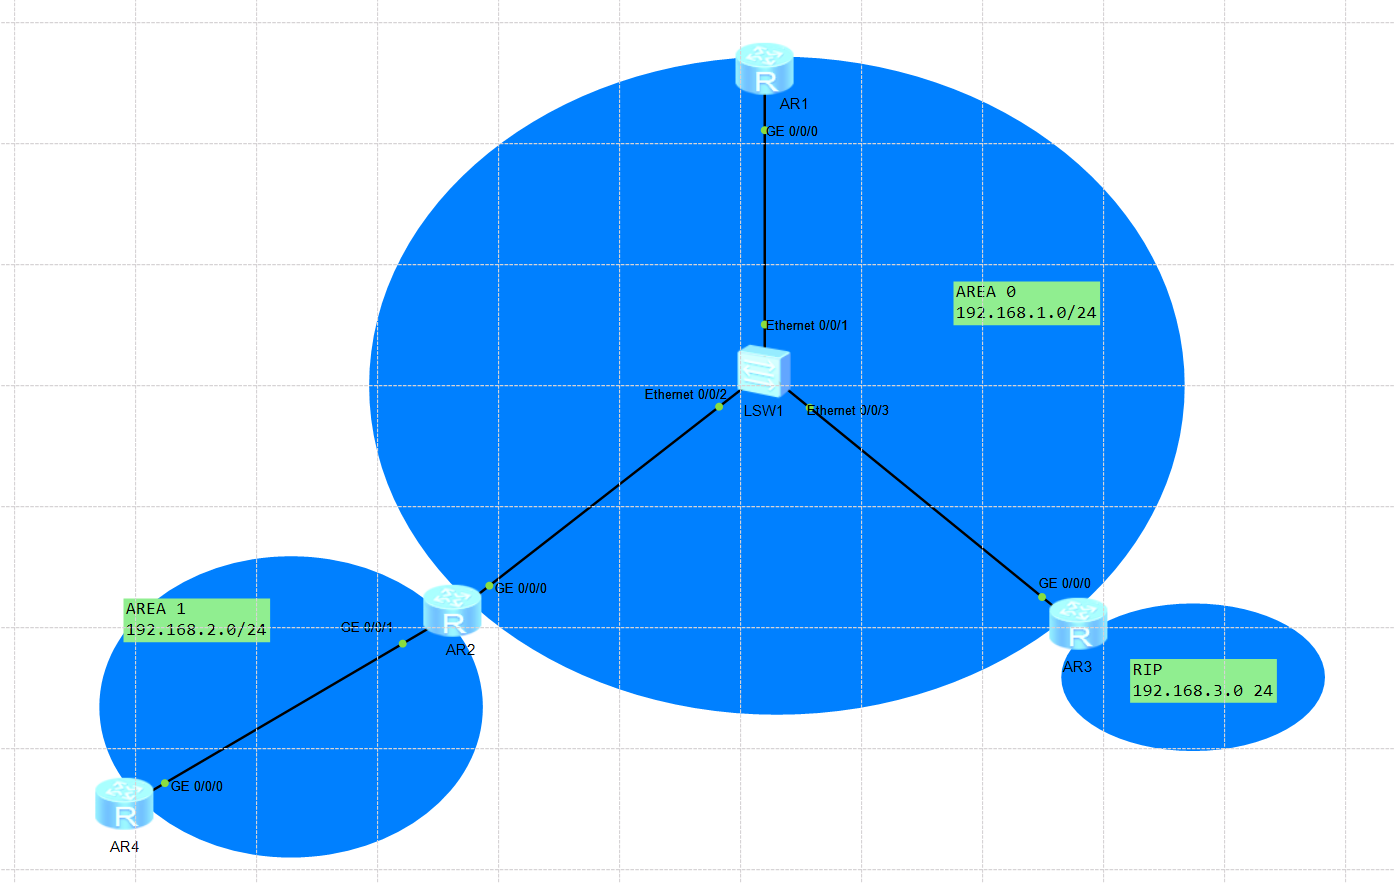 R
AR1
GE 0/0/0
AREA 0
192.168.1.0/24
Ethernet 0/0/1
Ethernet 0/0/2
LSW1
Ethernet 0/0/3
GE 0/0/0
GE 0/0/0
R
AR2
R
AR3
AREA 1
192.168.2.0/24
GE 0/0/1
RIP
192.168.3.0 24
GE 0/0/0
R
AR4